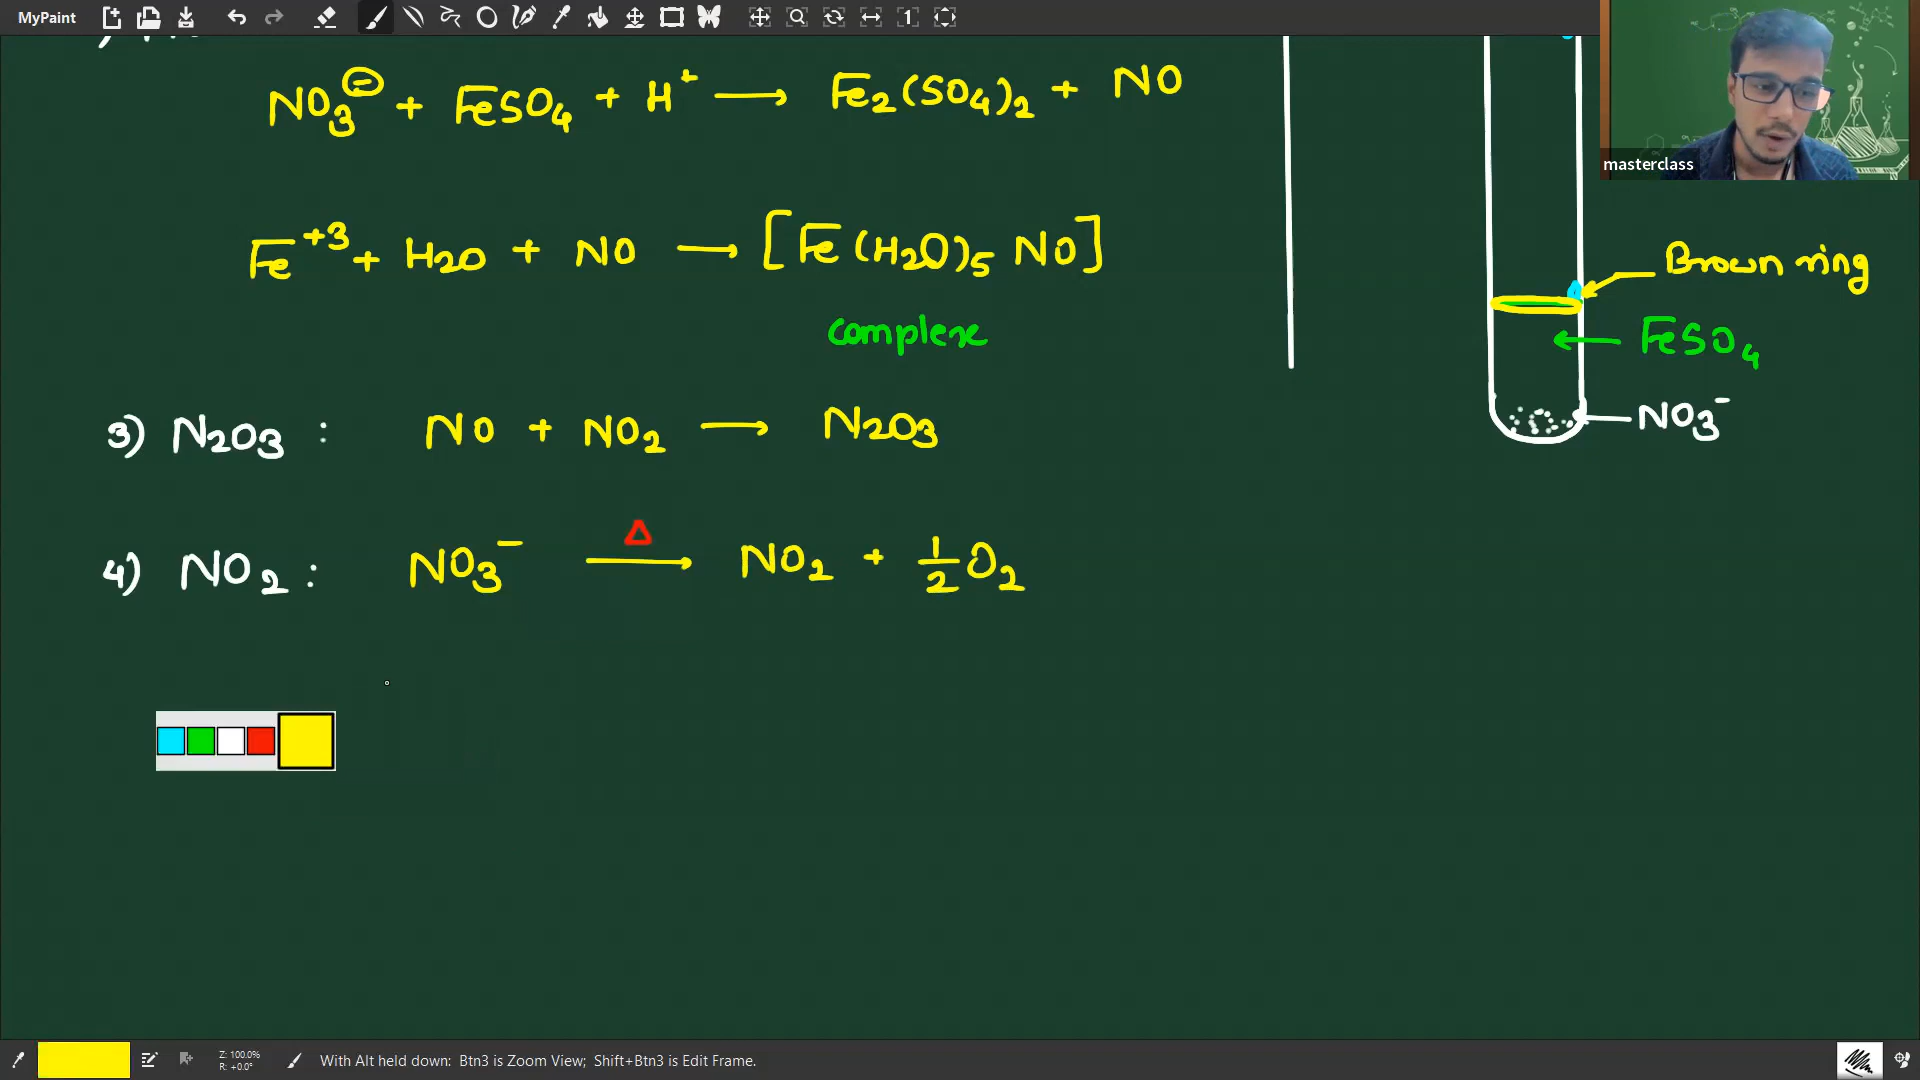 MyPaint
NO3⊖ + FeSO4 + H+ ⟶ Fe2(SO4)2 + NO
masterclass
Fe+3 + H2O + NO ⟶ [Fe(H2O)5 NO]
Brown ring
complexe
FeSO4
NO3-
3) N2O3 : NO + NO2 ⟶ N2O3
Δ
4) NO2 : NO3- ⟶ NO2 + 1/2 O2
Z: 100.0%
R: +0.0°
With Alt held down: Btn3 is Zoom View; Shift+Btn3 is Edit Frame.